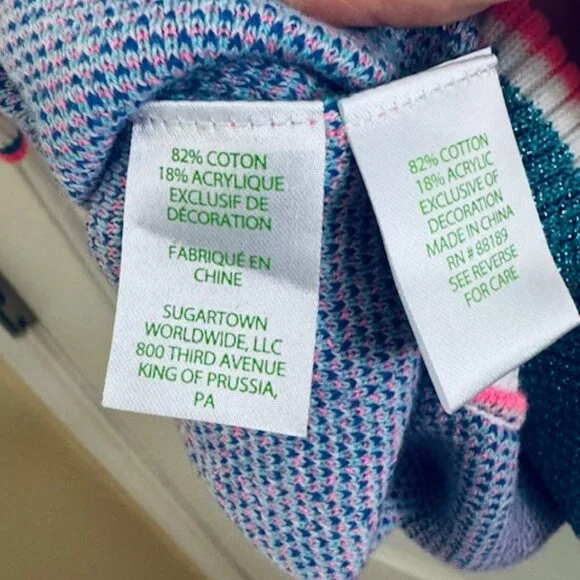 82% COTON
18% ACRYLIQUE
EXCLUSIF DE
DÉCORATION
FABRIQUÉ EN
CHINE
SUGARTOWN
WORLDWIDE, LLC
800 THIRD AVENUE
KING OF PRUSSIA,
PA
82% COTTON
18% ACRYLIC
EXCLUSIVE OF
DECORATION
MADE IN CHINA
RN # 88189
SEE REVERSE
FOR CARE